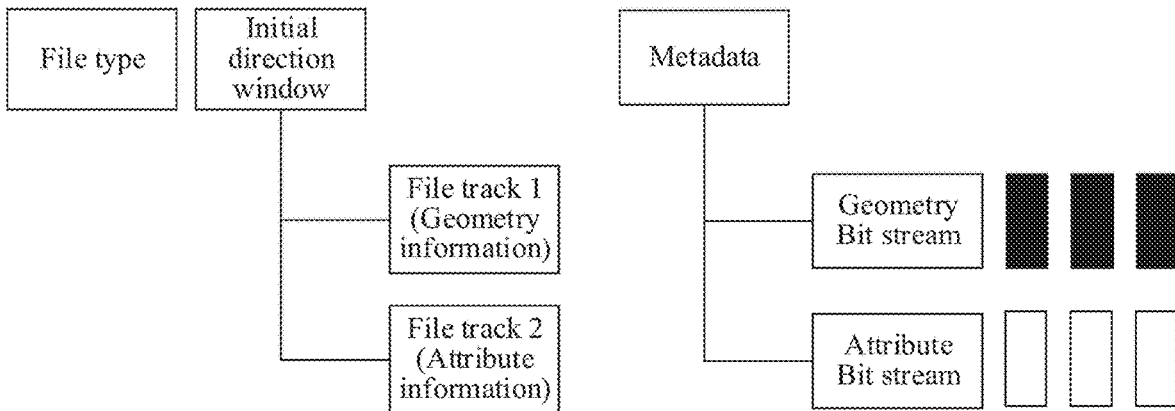 File type
Initial
direction
window
Metadata
File track 1
(Geometry
information)
Geometry
Bit stream
File track 2
(Attribute
information)
Attribute
Bit stream